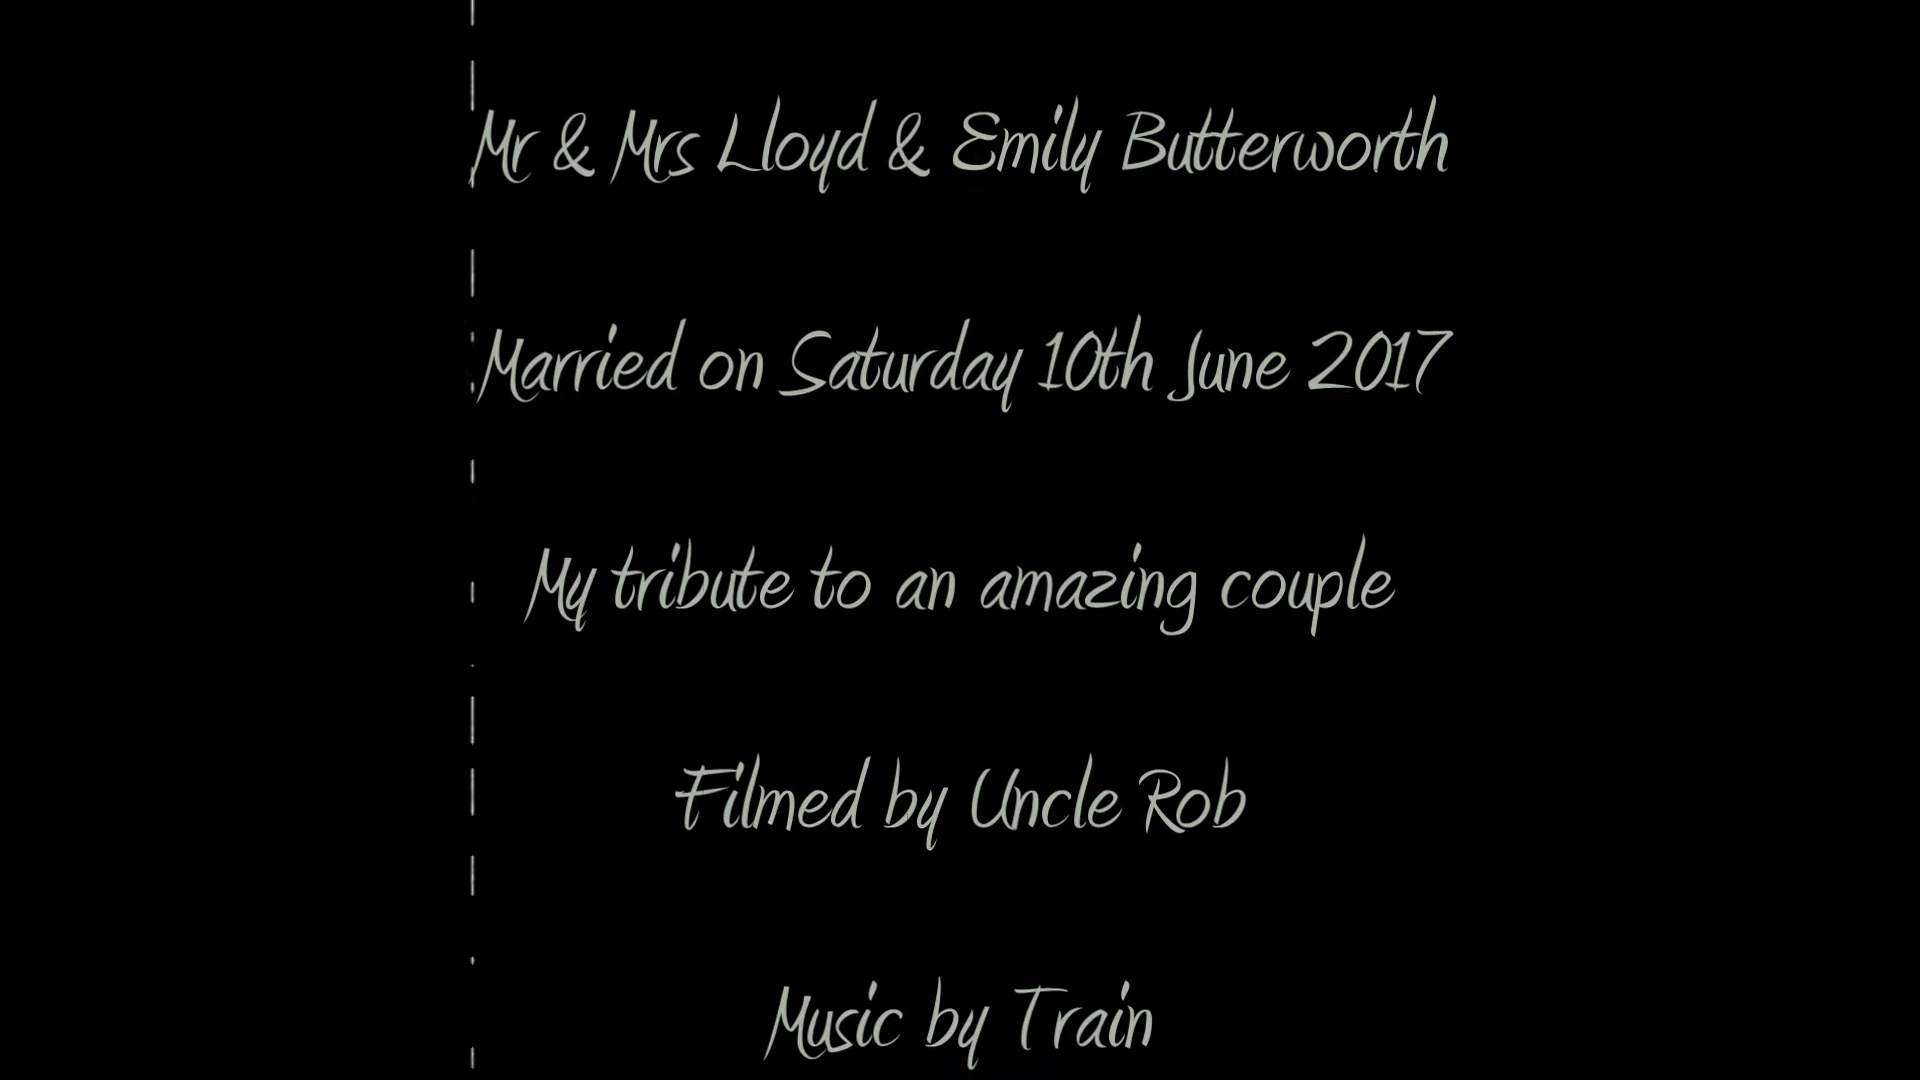 Mr & Mrs Lloyd & Emily Butterworth
Married on Saturday 10th June 2017
My tribute to an amazing couple
Filmed by Uncle Rob
Music by Train